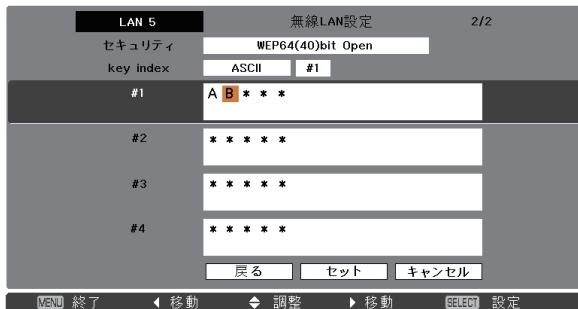 LAN 5 無線LAN設定 2/2
セキュリティ WEP64(40)bit Open
key index ASCII #1
#1 A B * * *
#2 * * * * *
#3 * * * * *
#4 * * * * *
戻る セット キャンセル
MENU 終了 ◀ 移動 ◆ 調整 ▶ 移動 SELECT 設定